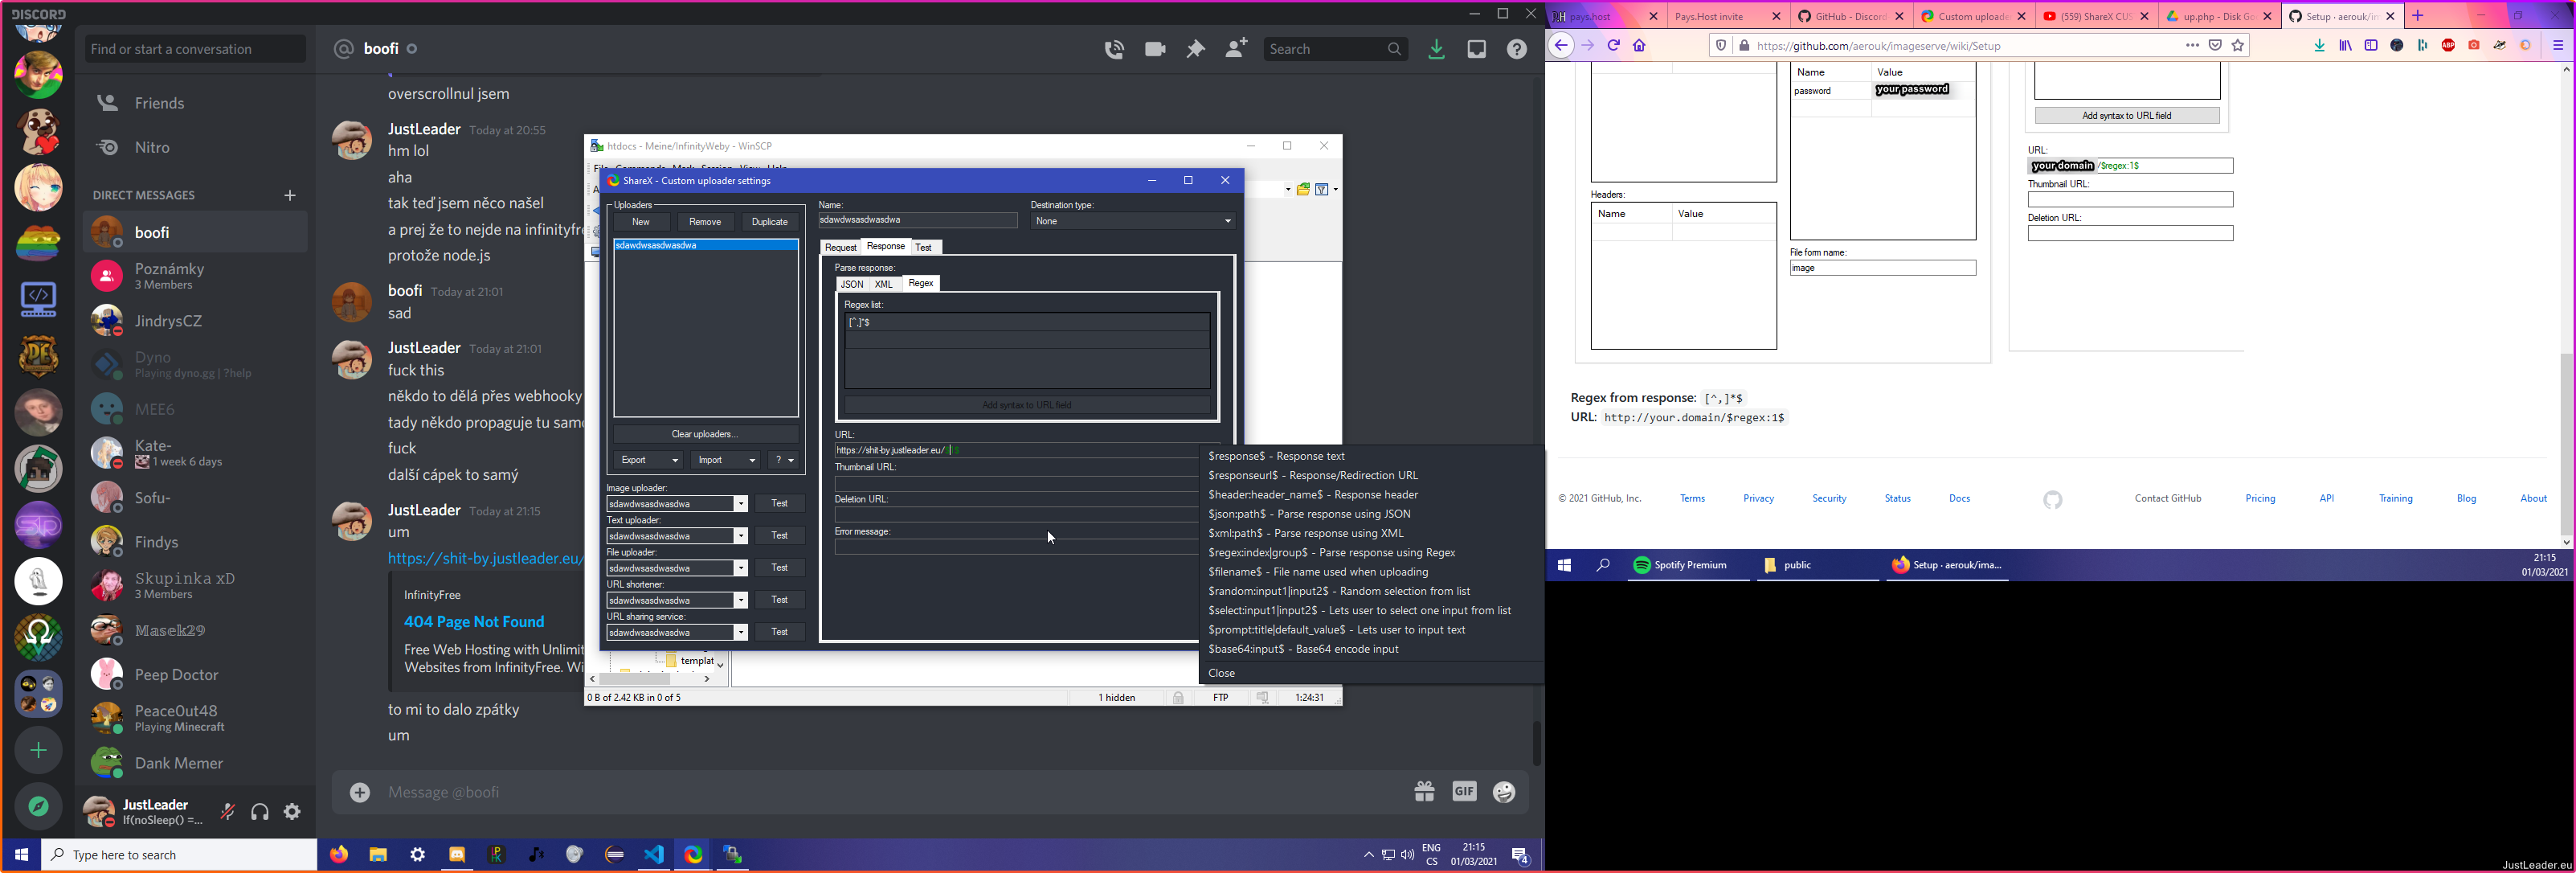 DISCORD
Find or start a conversation
Friends
Nitro
DIRECT MESSAGES
boofi
Poznámky
3 Members
JindrysCZ
Dyno
Playing dyno.gg | ?help
MEE6
Kate-
1 week 6 days
Sofu-
Findys
Skupinka xD
3 Members
Masek29
Peep Doctor
PeaceOut48
Playing Minecraft
Dank Memer
JustLeader
If(noSleep() =...
boofi
Search
overscrollnul jsem
JustLeader Today at 20:55
hm lol
aha
tak teď jsem něco našel
a prej že to nejde na infinityfre
protože node.js
boofi Today at 21:01
sad
JustLeader Today at 21:01
fuck this
někdo to dělá přes webhooky
tady někdo propaguje tu samo
fuck
další cápek to samý
JustLeader Today at 21:15
um
https://shit-by.justleader.eu/
InfinityFree
404 Page Not Found
Free Web Hosting with Unlimit
Websites from InfinityFree. Wi
to mi to dalo zpátky
um
Message @boofi
GIF
htdocs - Meine/InfinityWeby - WinSCP
templat
0 B of 2.42 KB in 0 of 5
1 hidden
FTP
1:24:31
ShareX - Custom uploader settings
Uploaders
New
Remove
Duplicate
sdawdwsasdwasdwa
Clear uploaders...
Export
Import
?
Image uploader:
sdawdwsasdwasdwa
Test
Text uploader:
sdawdwsasdwasdwa
Test
File uploader:
sdawdwsasdwasdwa
Test
URL shortener:
sdawdwsasdwasdwa
Test
URL sharing service:
sdawdwsasdwasdwa
Test
Name:
sdawdwsasdwasdwa
Destination type:
None
Request
Response
Test
Parse response:
JSON
XML
Regex
Regex list:
[^,]*$
Add syntax to URL field
URL:
https://shit-by.justleader.eu/
Thumbnail URL:
Deletion URL:
Error message:
$response$ - Response text
$responseurl$ - Response/Redirection URL
$header:header_name$ - Response header
$json:path$ - Parse response using JSON
$xml:path$ - Parse response using XML
$regex:index|group$ - Parse response using Regex
$filename$ - File name used when uploading
$random:input1|input2$ - Random selection from list
$select:input1|input2$ - Lets user to select one input from list
$prompt:title|default_value$ - Lets user to input text
$base64:input$ - Base64 encode input
Close
Type here to search
ENG
CS
21:15
01/03/2021
4
pays.host
Pays.Host invite
GitHub - Discord
Custom uploade
(559) ShareX CUS
up.php - Disk Go
Setup · aerouk/im
https://github.com/aerouk/imageserve/wiki/Setup
ABP
Name
Value
password
your password
Headers:
Name
Value
File form name:
image
Add syntax to URL field
URL:
your domain/$regex:1$
Thumbnail URL:
Deletion URL:
Regex from response: [^,]*$
URL: http://your.domain/$regex:1$
© 2021 GitHub, Inc.
Terms
Privacy
Security
Status
Docs
Contact GitHub
Pricing
API
Training
Blog
About
Spotify Premium
public
Setup · aerouk/ima...
21:15
01/03/2021
JustLeader.eu